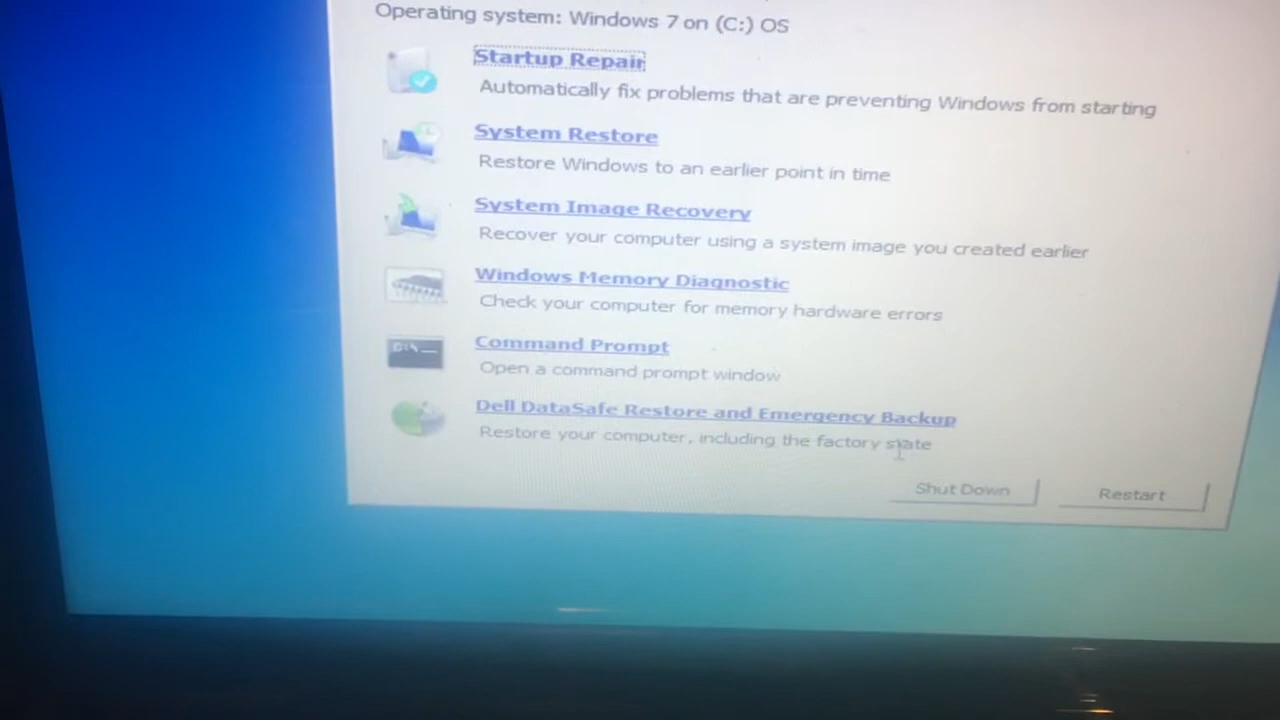 Operating system: Windows 7 on (C:) OS
Startup Repair
Automatically fix problems that are preventing Windows from starting
System Restore
Restore Windows to an earlier point in time
System Image Recovery
Recover your computer using a system image you created earlier
Windows Memory Diagnostic
Check your computer for memory hardware errors
Command Prompt
C:\
Open a command prompt window
Dell DataSafe Restore and Emergency Backup
Restore your computer, including the factory state
Shut Down
Restart